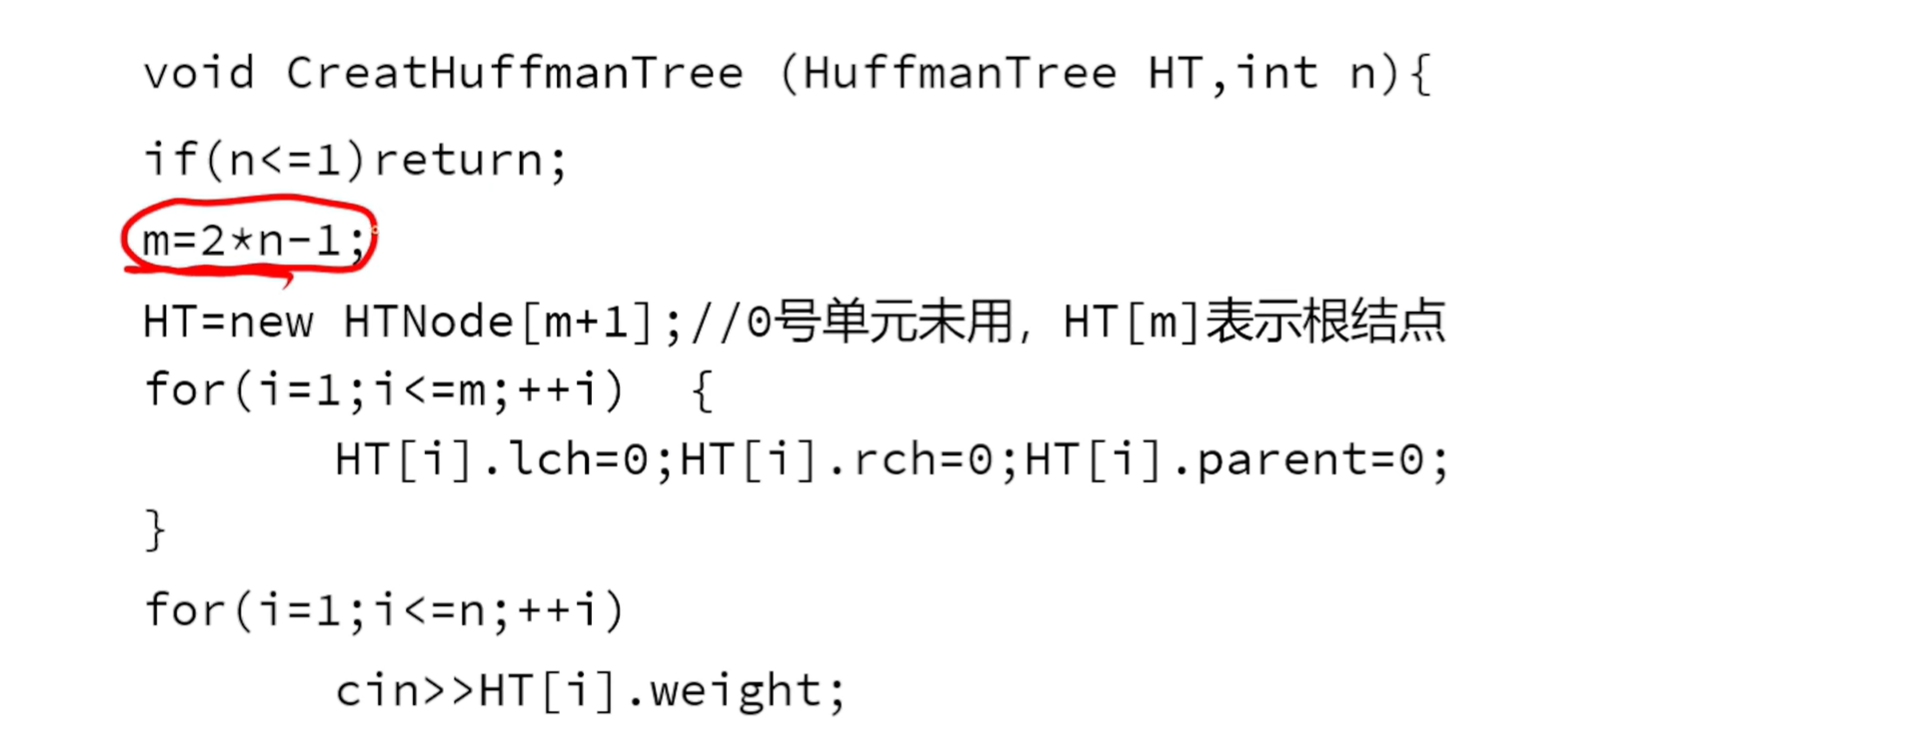 void CreatHuffmanTree (HuffmanTree HT,int n){
if(n<=1)return;
m=2*n-1;
HT=new HTNode[m+1];//0号单元未用，HT[m]表示根结点
for(i=1;i<=m;++i)  {
HT[i].lch=0;HT[i].rch=0;HT[i].parent=0;
}
for(i=1;i<=n;++i)
cin>>HT[i].weight;